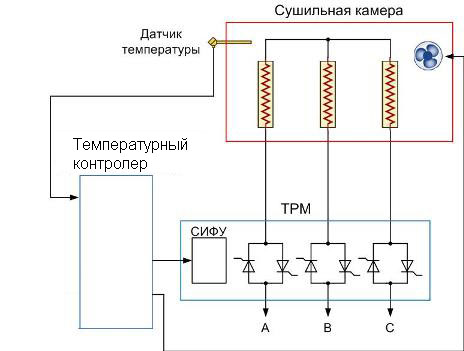 Сушильная камера
Датчик
температуры
Температурный
контролер
ТРМ
СИФУ
A
B
C